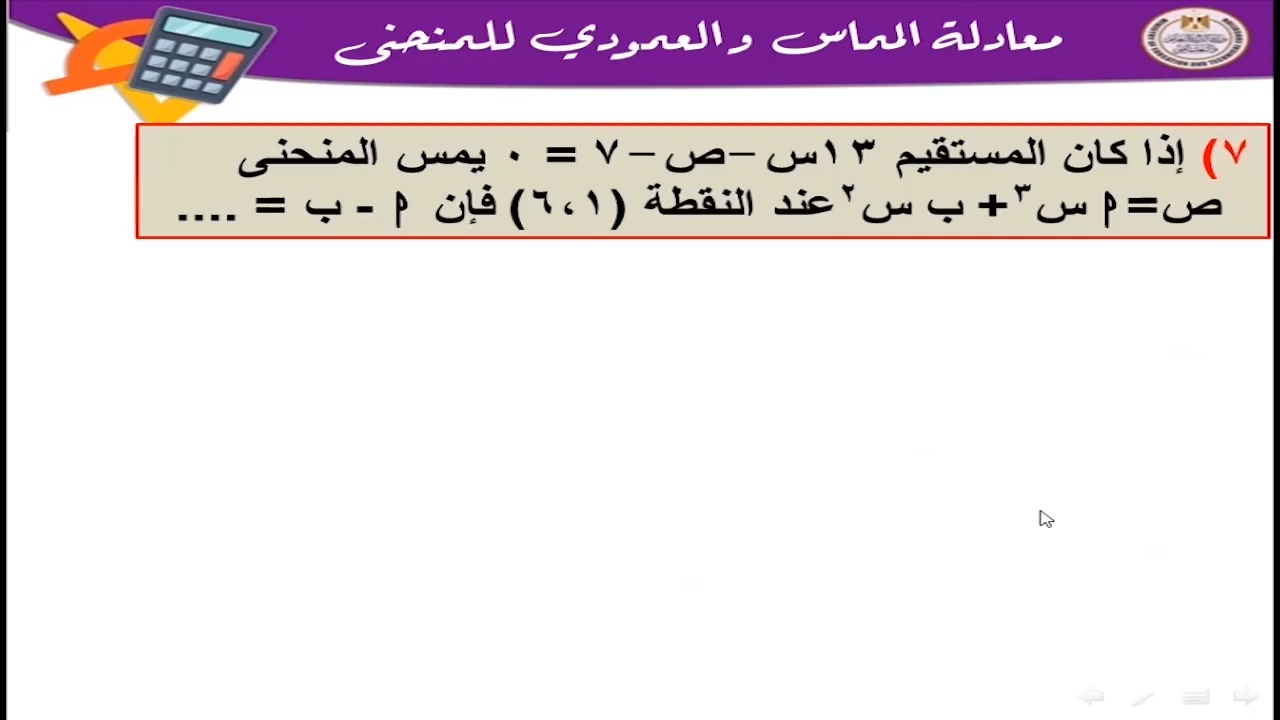 معادلة المماس والعمودي للمنحنى
٧) إذا كان المستقيم ١٣س – ص – ٧ = ٠ يمس المنحنى
ص = أ س٣ + ب س٢ عند النقطة (١، ٦) فإن أ - ب = ....